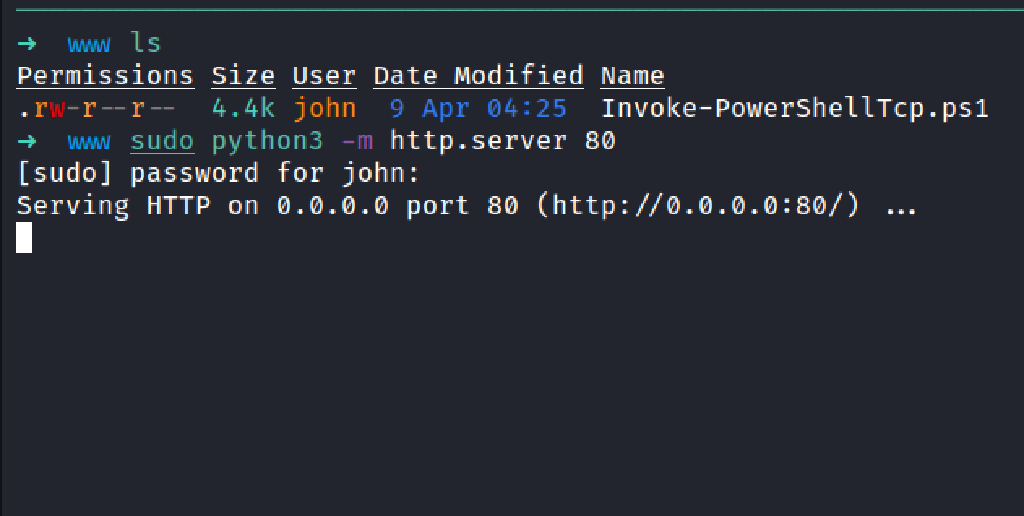 ➜ www ls
Permissions Size User Date Modified Name
.rw-r--r-- 4.4k john 9 Apr 04:25 Invoke-PowerShellTcp.ps1
➜ www sudo python3 -m http.server 80
[sudo] password for john:
Serving HTTP on 0.0.0.0 port 80 (http://0.0.0.0:80/) ...